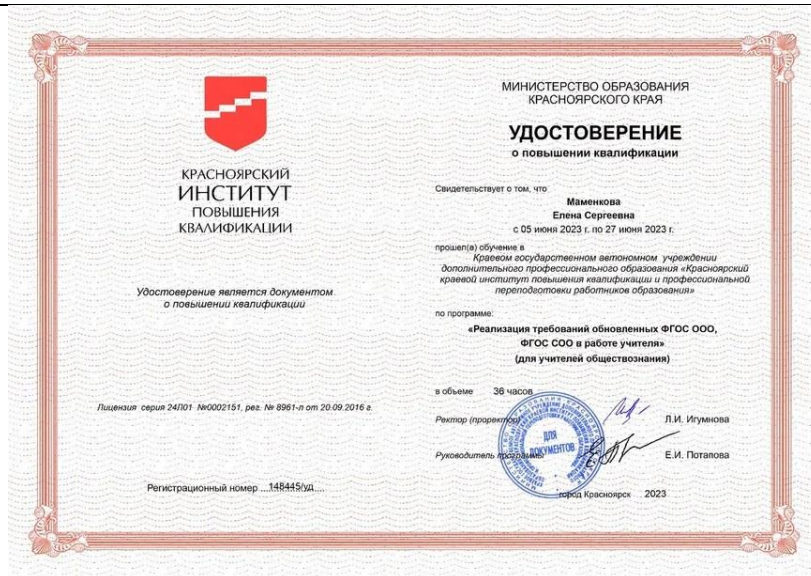 КРАСНОЯРСКИЙ
ИНСТИТУТ
ПОВЫШЕНИЯ
КВАЛИФИКАЦИИ
Удостоверение является документом
о повышении квалификации
Лицензия серия 24Л01 №0002151, рег. № 8961-л от 20.09.2016 г.
Регистрационный номер 148445/уд
МИНИСТЕРСТВО ОБРАЗОВАНИЯ
КРАСНОЯРСКОГО КРАЯ
УДОСТОВЕРЕНИЕ
о повышении квалификации
Свидетельствует о том, что
Маменкова
Елена Сергеевна
с 05 июня 2023 г. по 27 июня 2023 г.
прошел(а) обучение в
Краевом государственном автономном учреждении
дополнительного профессионального образования «Красноярский
краевой институт повышения квалификации и профессиональной
переподготовки работников образования»
по программе:
«Реализация требований обновленных ФГОС ООО,
ФГОС СОО в работе учителя»
(для учителей обществознания)
в объеме 36 часов
Ректор (проректор) Л.И. Игумнова
ДЛЯ
ДОКУМЕНТОВ
Руководитель программы Е.И. Потапова
город Красноярск 2023